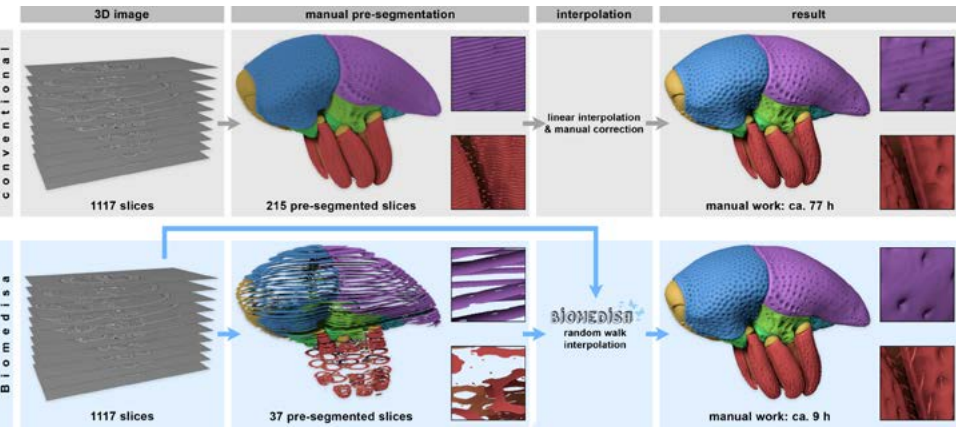 3D image
manual pre-segmentation
interpolation
result
conventional
1117 slices
215 pre-segmented slices
linear interpolation
& manual correction
manual work: ca. 77 h
Biomedisa
1117 slices
37 pre-segmented slices
BiOMEDiSA
random walk
interpolation
manual work: ca. 9 h